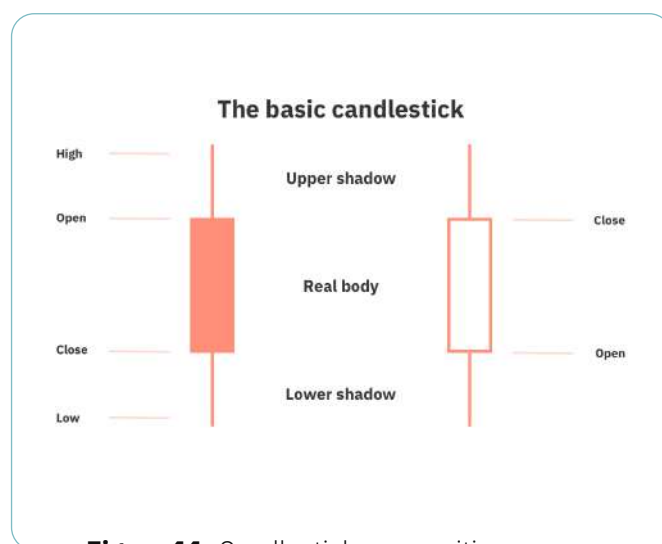 The basic candlestick
High
Upper shadow
Open
Close
Real body
Close
Open
Lower shadow
Low